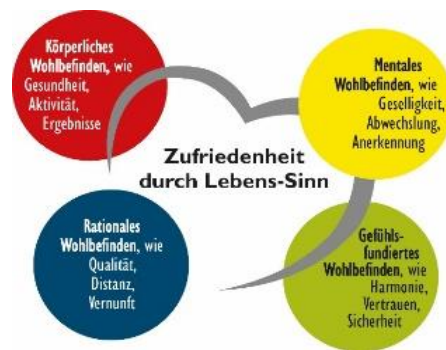 Körperliches
Wohlbefinden, wie
Gesundheit,
Aktivität,
Ergebnisse
Mentales
Wohlbefinden, wie
Geselligkeit,
Abwechslung,
Anerkennung
Zufriedenheit
durch Lebens-Sinn
Rationales
Wohlbefinden, wie
Qualität,
Distanz,
Vernunft
Gefühls-
fundiertes
Wohlbefinden, wie
Harmonie,
Vertrauen,
Sicherheit